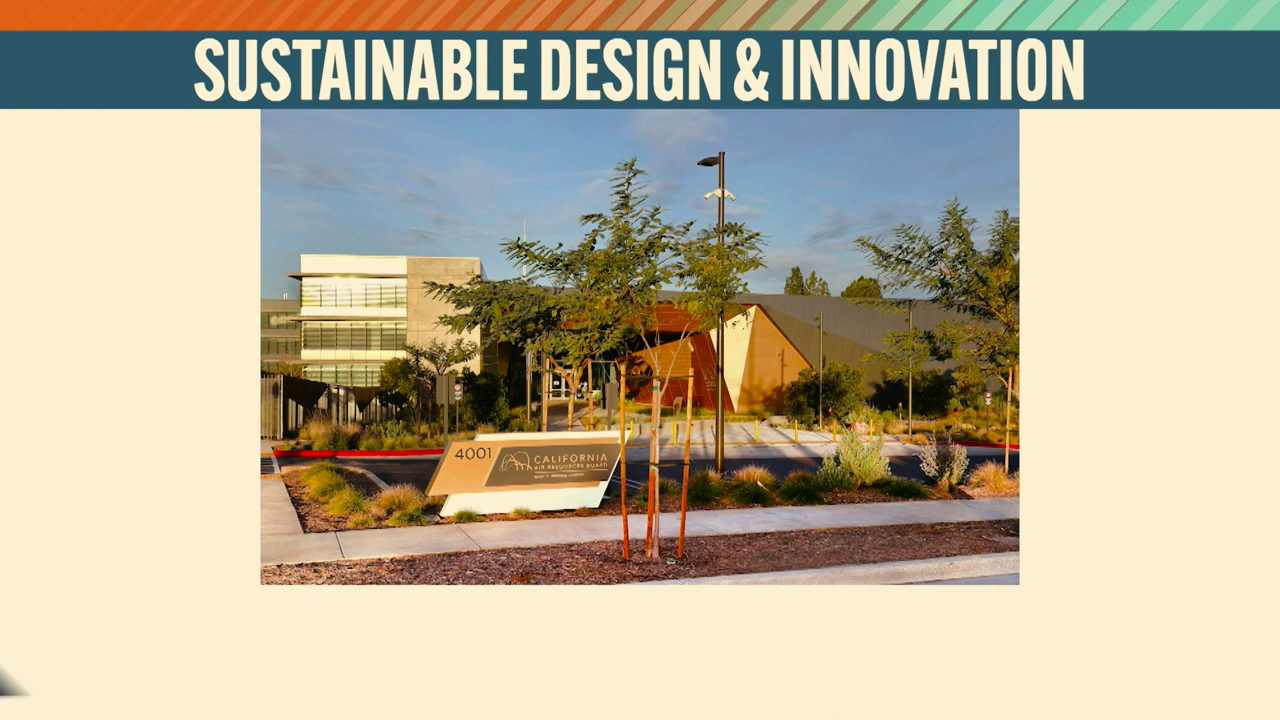 SUSTAINABLE DESIGN & INNOVATION
4001
CALIFORNIA
AIR RESOURCES BOARD